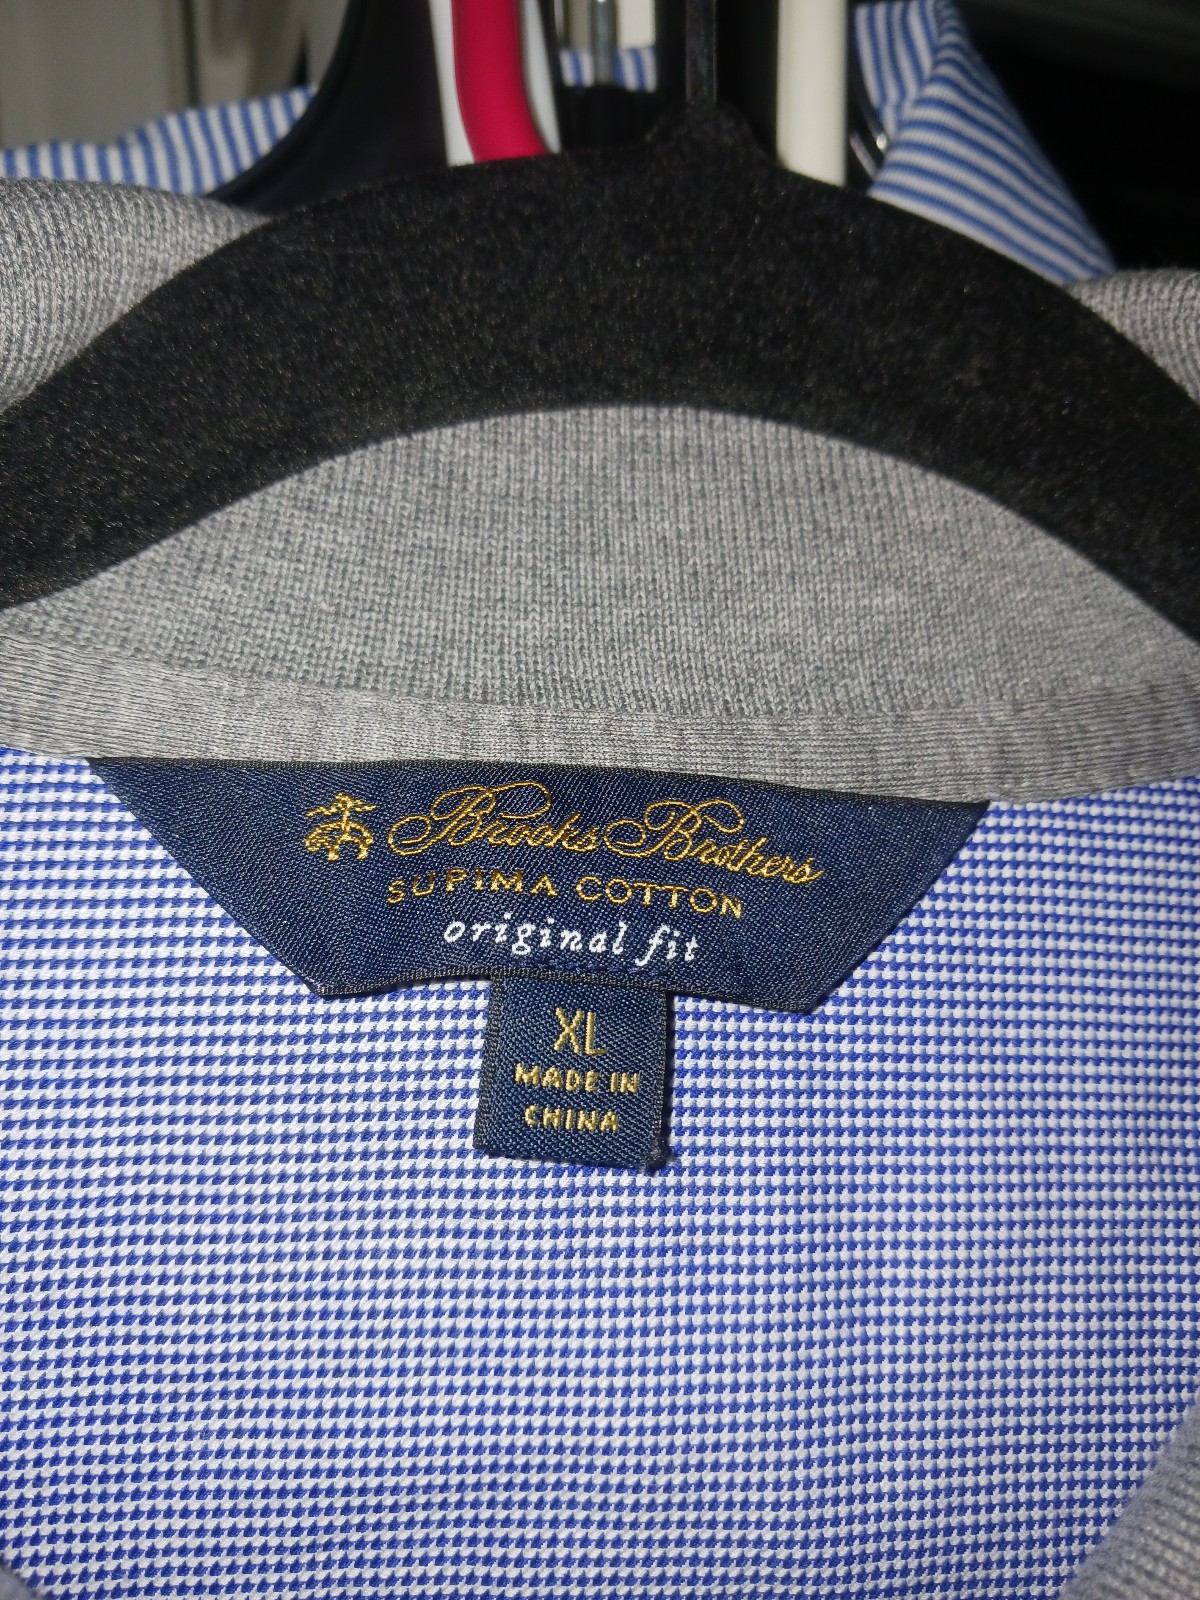 Brooks Brothers
SUPIMA COTTON
original fit
XL
MADE IN
CHINA